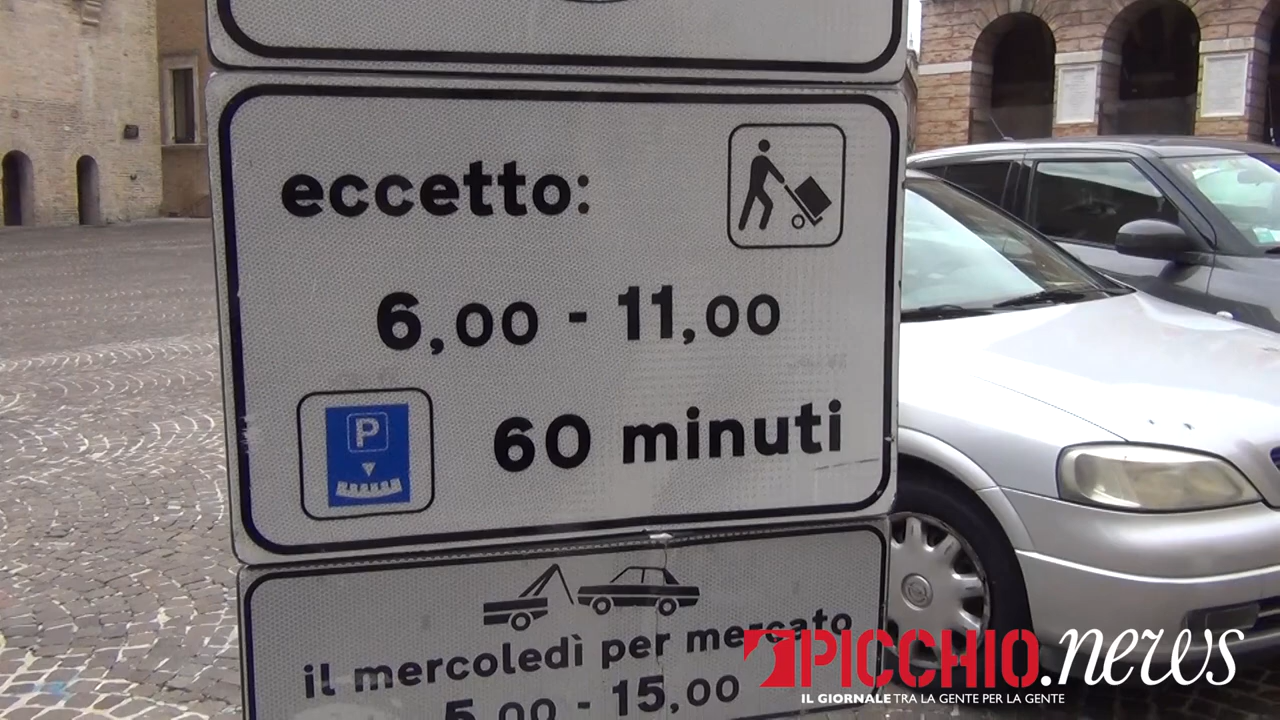 eccetto:
6,00 - 11,00
P
60 minuti
il mercoledì per mercato
5,00 - 15,00
PICCHIO.news
IL GIORNALE TRA LA GENTE PER LA GENTE